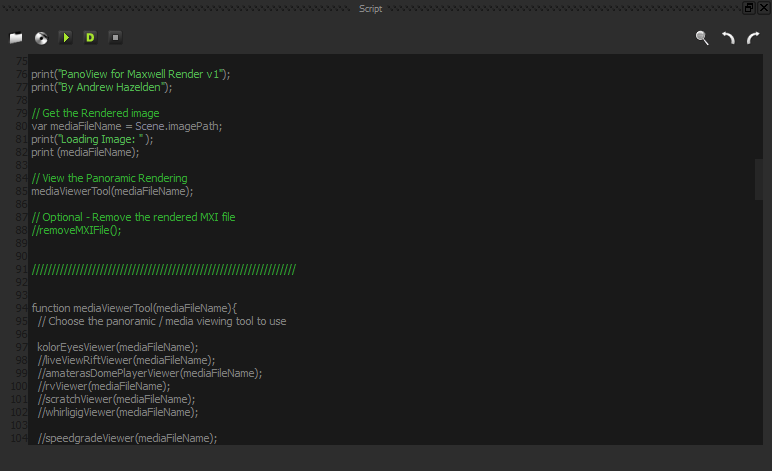 Script
D
75
76 print("PanoView for Maxwell Render v1");
77 print("By Andrew Hazelden");
78
79 // Get the Rendered image
80 var mediaFileName = Scene.imagePath;
81 print("Loading Image: " );
82 print (mediaFileName);
83
84 // View the Panoramic Rendering
85 mediaViewerTool(mediaFileName);
86
87 // Optional - Remove the rendered MXI file
88 //removeMXIFile();
89
90
91 //////////////////////////////////////////////////////////////////
92
93
94 function mediaViewerTool(mediaFileName){
95 // Choose the panoramic / media viewing tool to use
96
97 kolorEyesViewer(mediaFileName);
98 //liveViewRiftViewer(mediaFileName);
99 //amaterasDomePlayerViewer(mediaFileName);
100 //rvViewer(mediaFileName);
101 //scratchViewer(mediaFileName);
102 //whirligigViewer(mediaFileName);
103
104 //speedgradeViewer(mediaFileName);